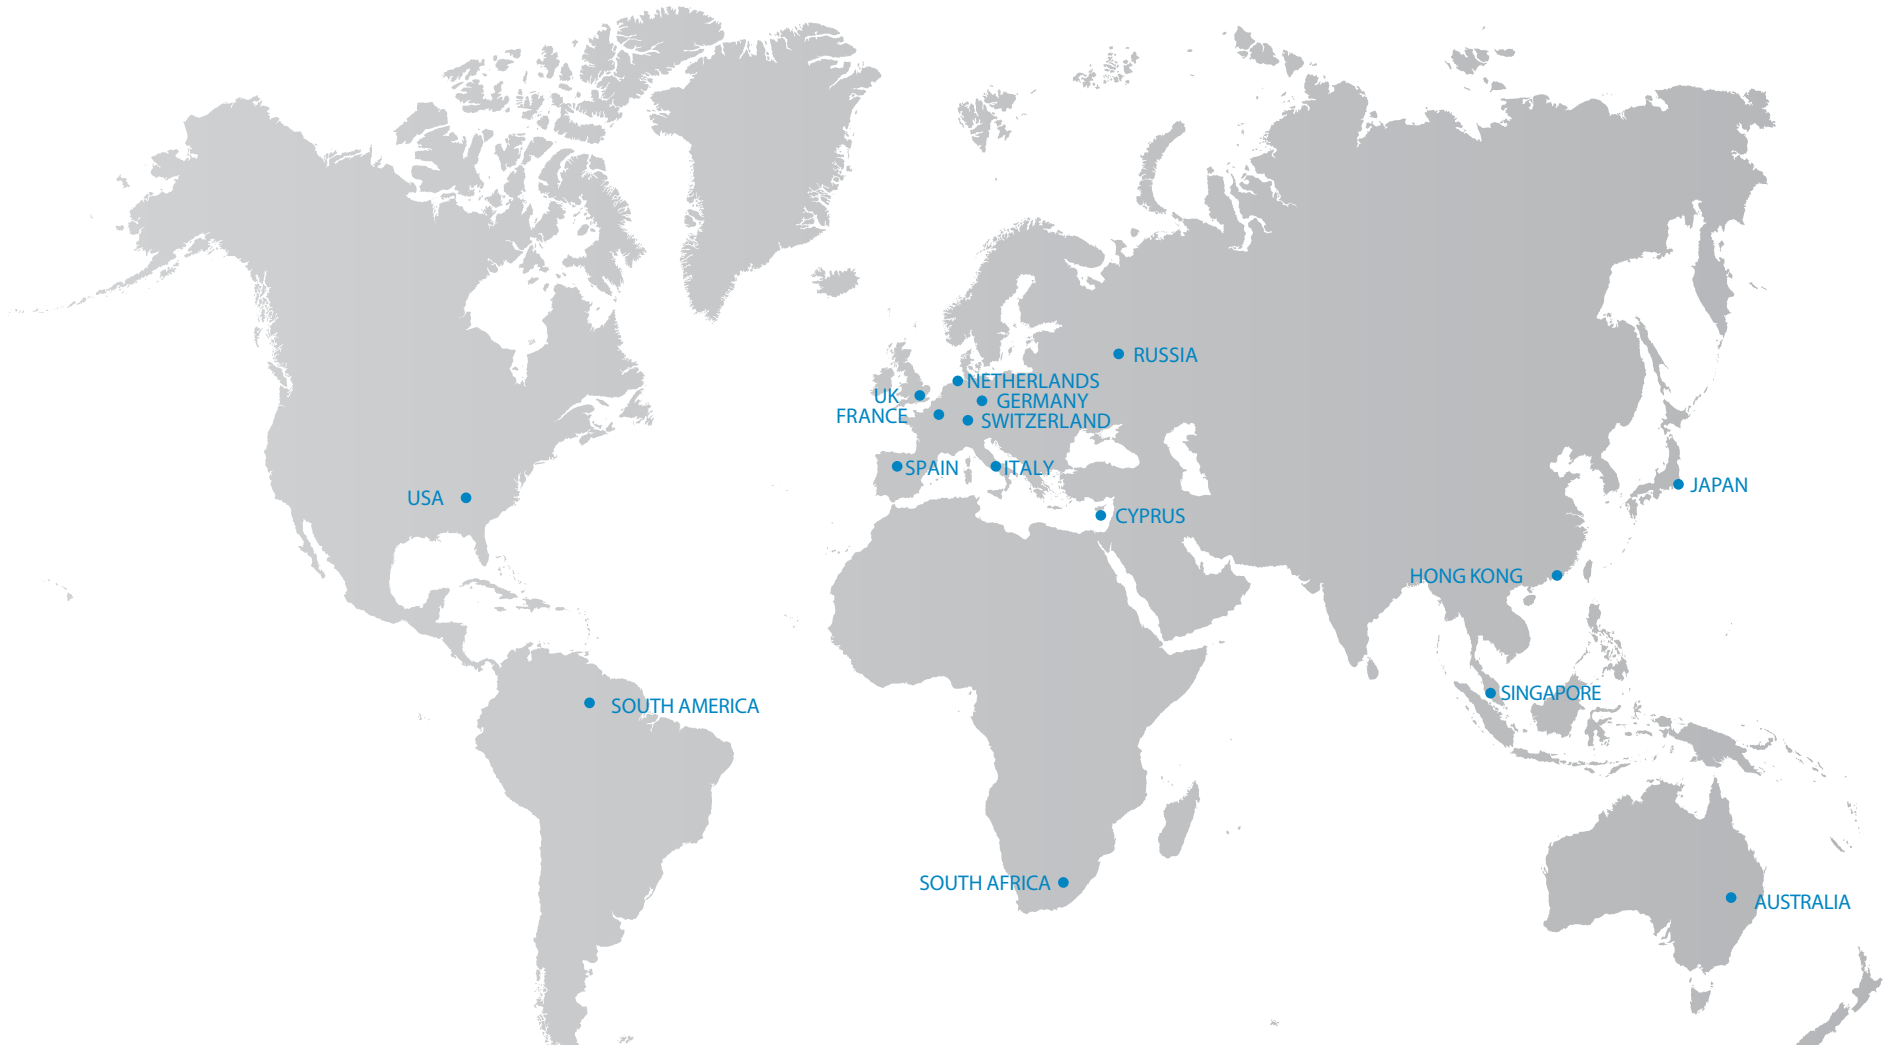 RUSSIA
NETHERLANDS
UK
GERMANY
FRANCE
SWITZERLAND
SPAIN
ITALY
USA
JAPAN
CYPRUS
HONG KONG
SINGAPORE
SOUTH AMERICA
SOUTH AFRICA
AUSTRALIA